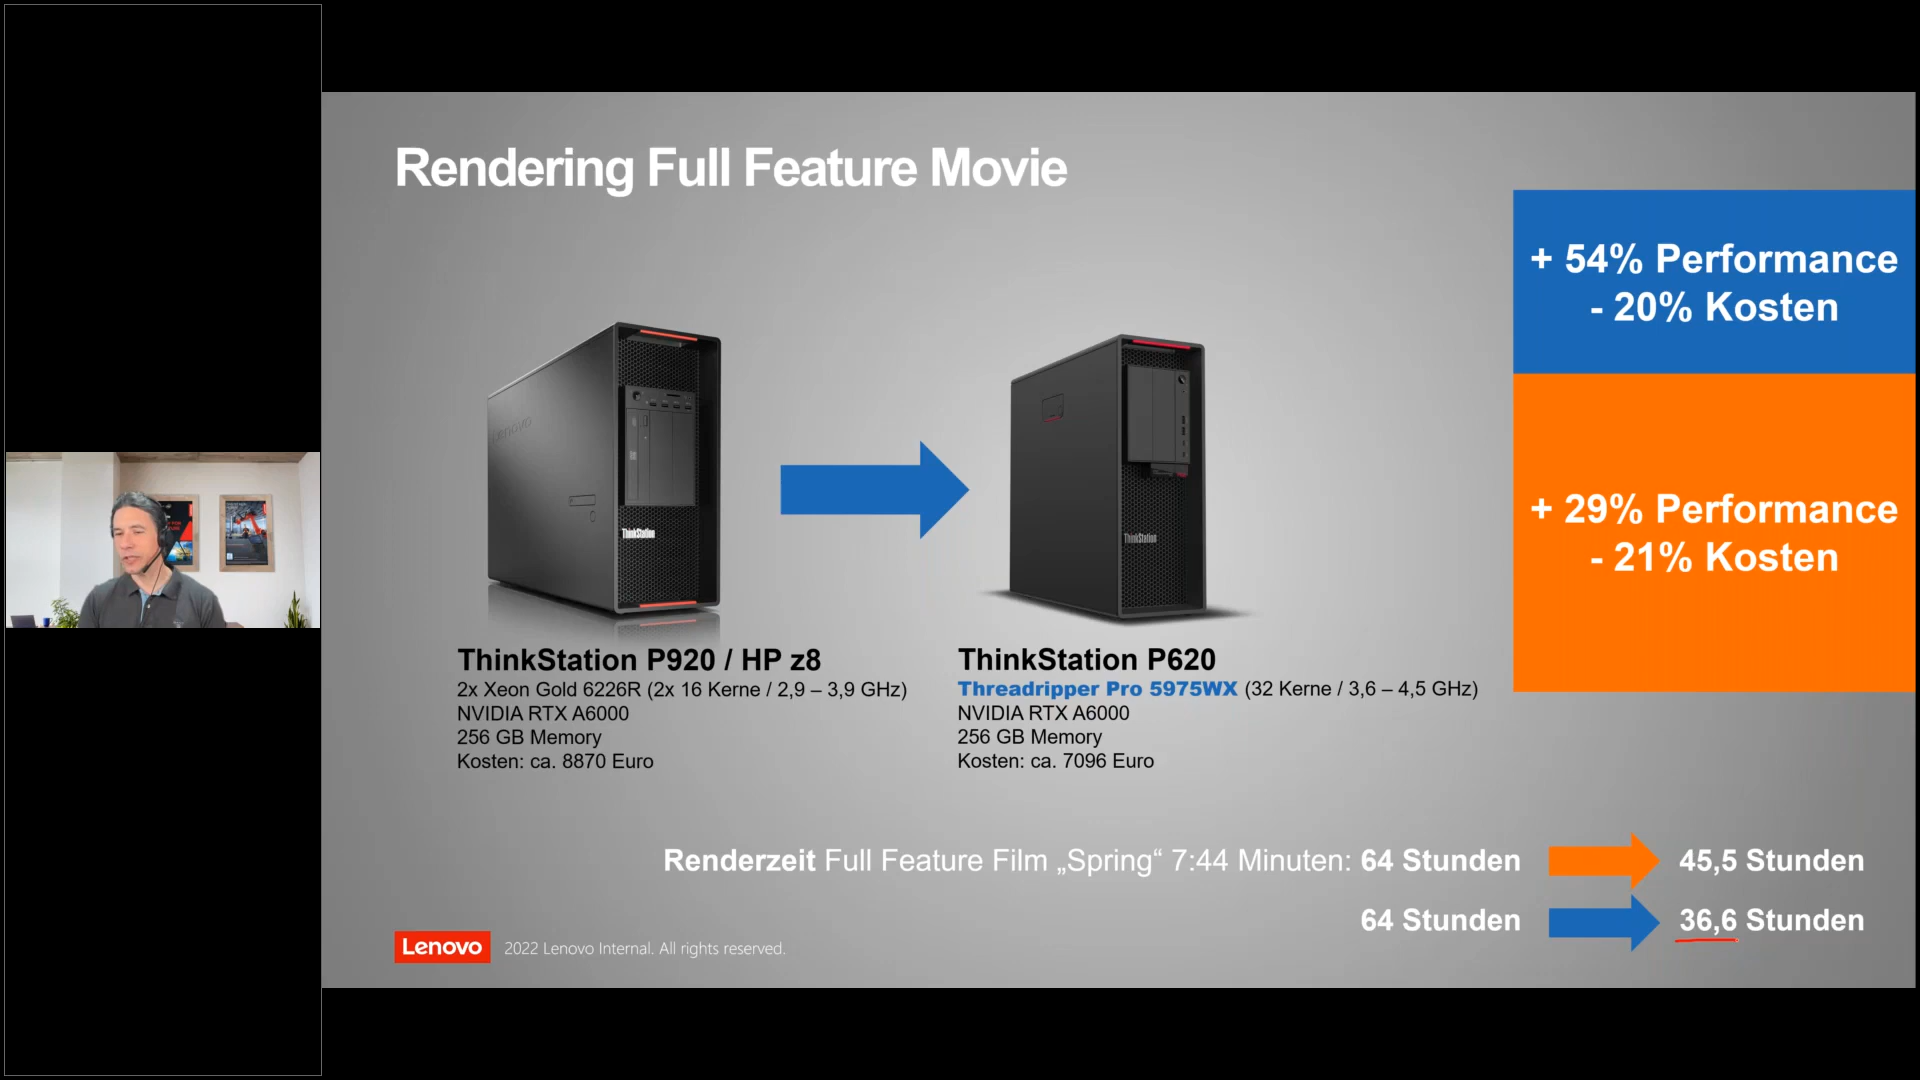 Rendering Full Feature Movie
+ 54% Performance
- 20% Kosten
+ 29% Performance
- 21% Kosten
Lenovo
ThinkStation
ThinkStation
ThinkStation P920 / HP z8
2x Xeon Gold 6226R (2x 16 Kerne / 2,9 – 3,9 GHz)
NVIDIA RTX A6000
256 GB Memory
Kosten: ca. 8870 Euro
ThinkStation P620
Threadripper Pro 5975WX (32 Kerne / 3,6 – 4,5 GHz)
NVIDIA RTX A6000
256 GB Memory
Kosten: ca. 7096 Euro
Renderzeit Full Feature Film „Spring“ 7:44 Minuten: 64 Stunden 45,5 Stunden
64 Stunden 36,6 Stunden
Lenovo 2022 Lenovo Internal. All rights reserved.